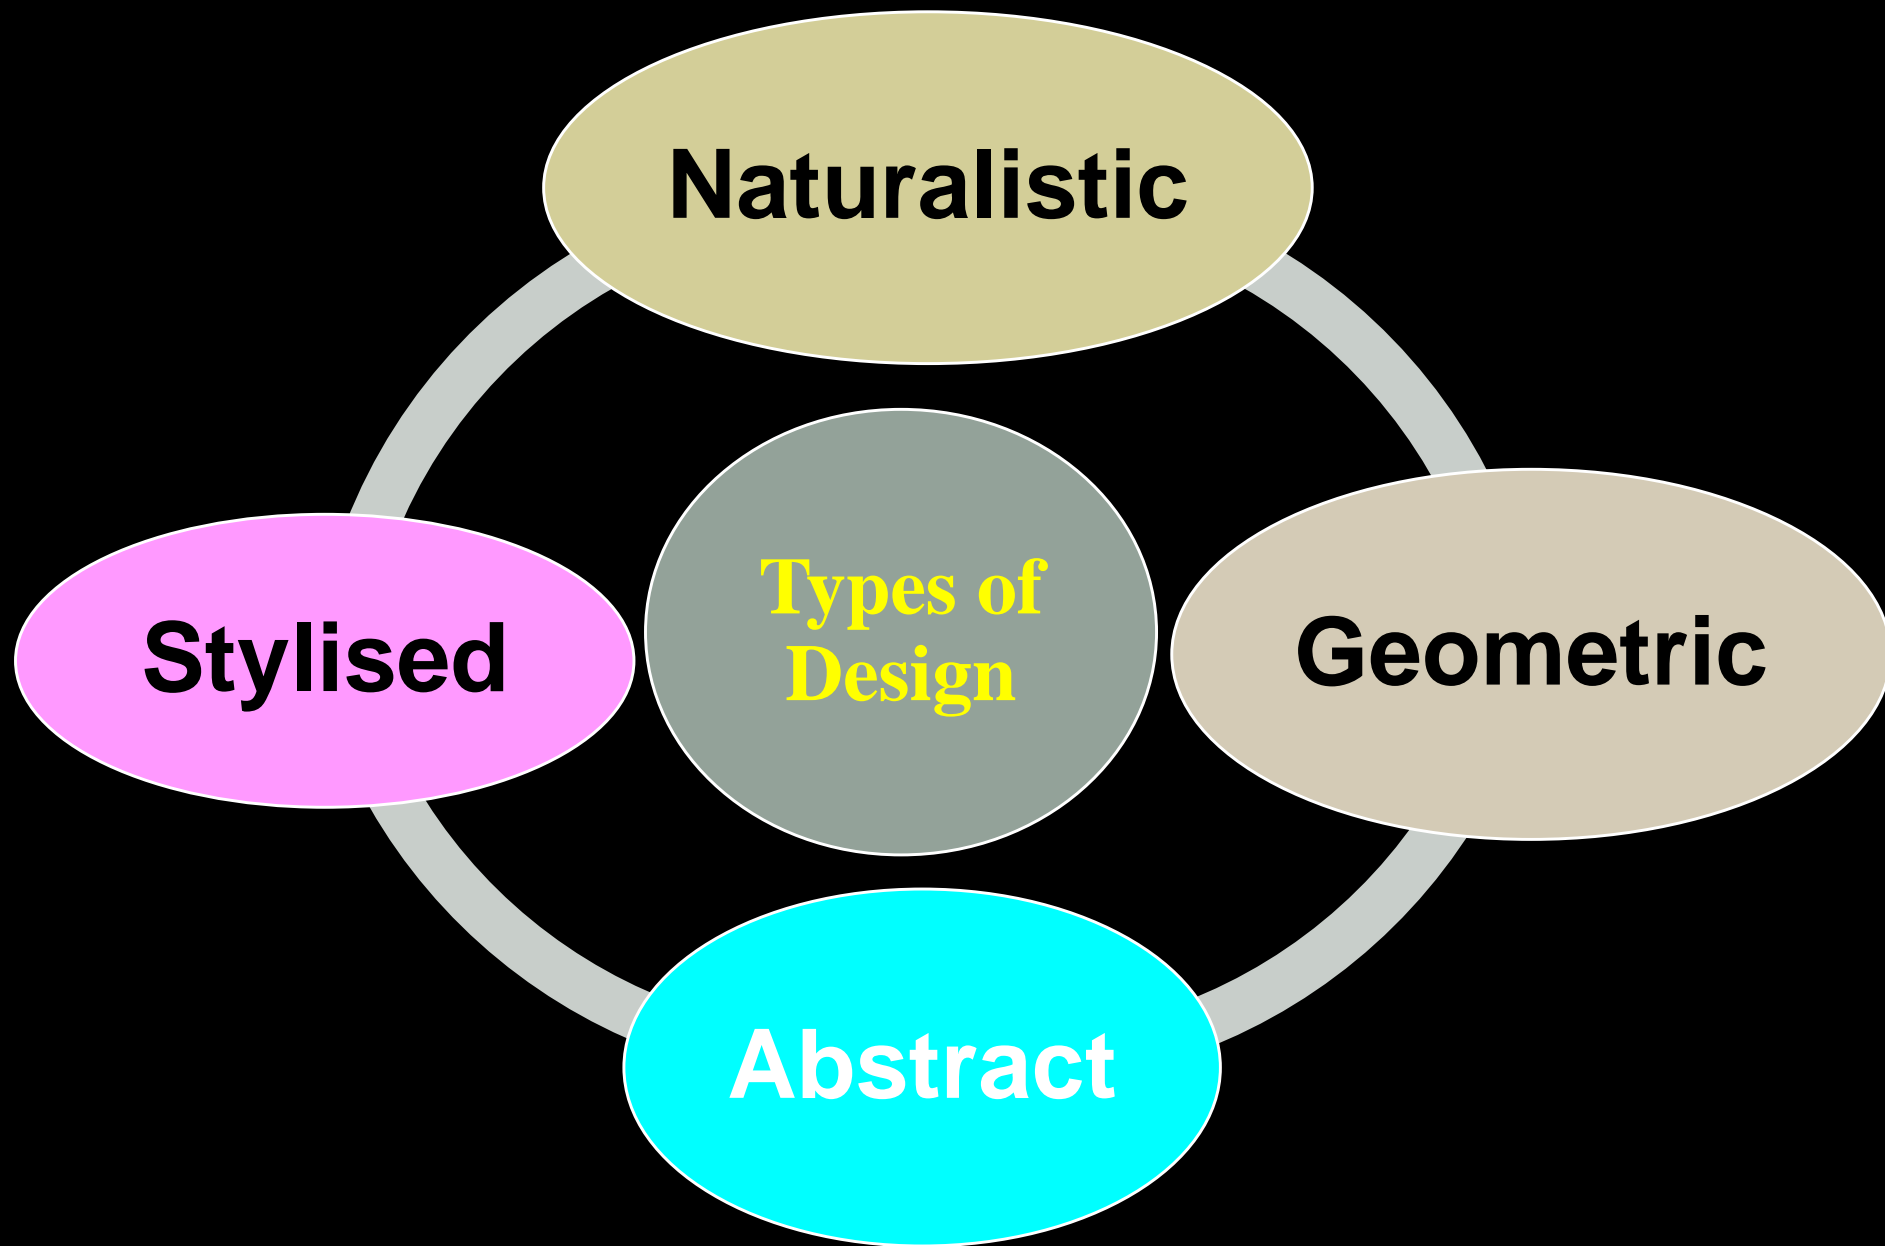 Naturalistic
Types of
Design
Stylised
Geometric
Abstract